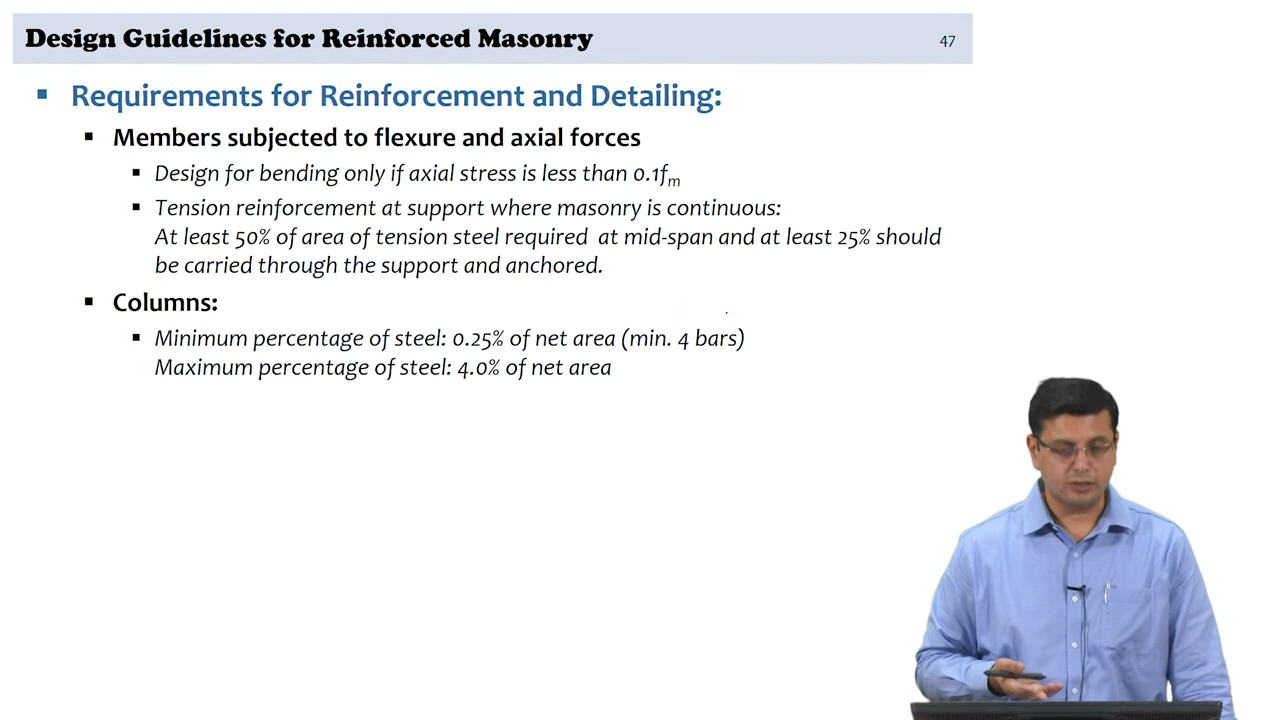 Design Guidelines for Reinforced Masonry
47
▪ Requirements for Reinforcement and Detailing:
▪ Members subjected to flexure and axial forces
▪ Design for bending only if axial stress is less than 0.1fm
▪ Tension reinforcement at support where masonry is continuous:
At least 50% of area of tension steel required at mid-span and at least 25% should
be carried through the support and anchored.
▪ Columns:
▪ Minimum percentage of steel: 0.25% of net area (min. 4 bars)
Maximum percentage of steel: 4.0% of net area